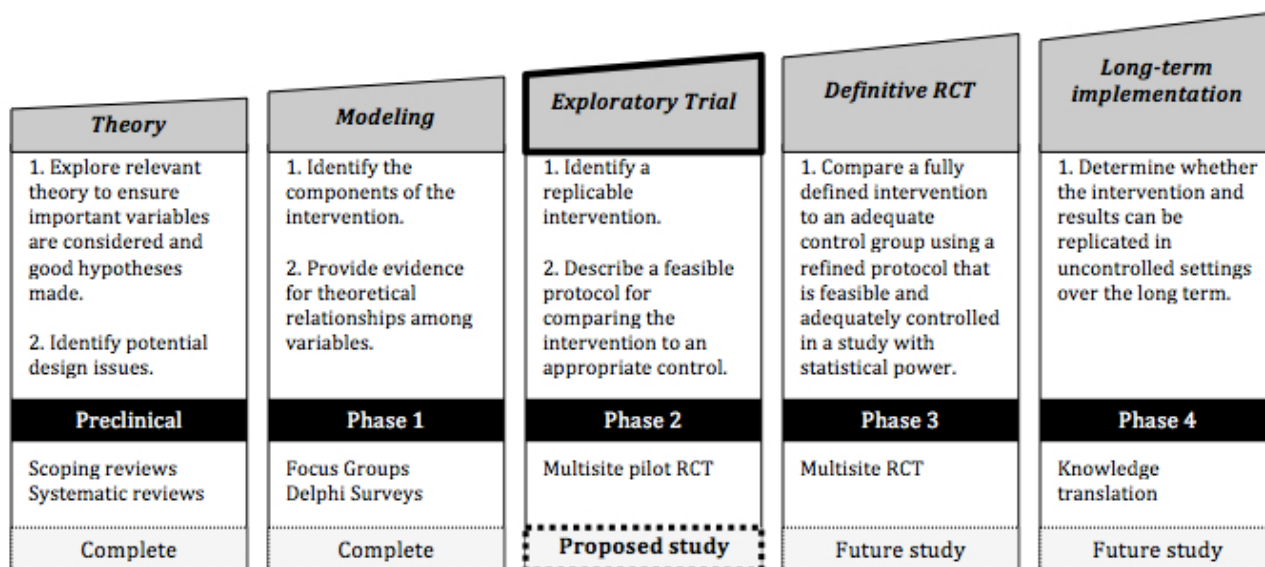 Theory
1. Explore relevant
theory to ensure
important variables
are considered and
good hypotheses
made.
2. Identify potential
design issues.
Preclinical
Scoping reviews
Systematic reviews
Complete
Modeling
1. Identify the
components of the
intervention.
2. Provide evidence
for theoretical
relationships among
variables.
Phase 1
Focus Groups
Delphi Surveys
Complete
Exploratory Trial
1. Identify a
replicable
intervention.
2. Describe a feasible
protocol for
comparing the
intervention to an
appropriate control.
Phase 2
Multisite pilot RCT
Proposed study
Definitive RCT
1. Compare a fully
defined intervention
to an adequate
control group using a
refined protocol that
is feasible and
adequately controlled
in a study with
statistical power.
Phase 3
Multisite RCT
Future study
Long-term
implementation
1. Determine whether
the intervention and
results can be
replicated in
uncontrolled settings
over the long term.
Phase 4
Knowledge
translation
Future study